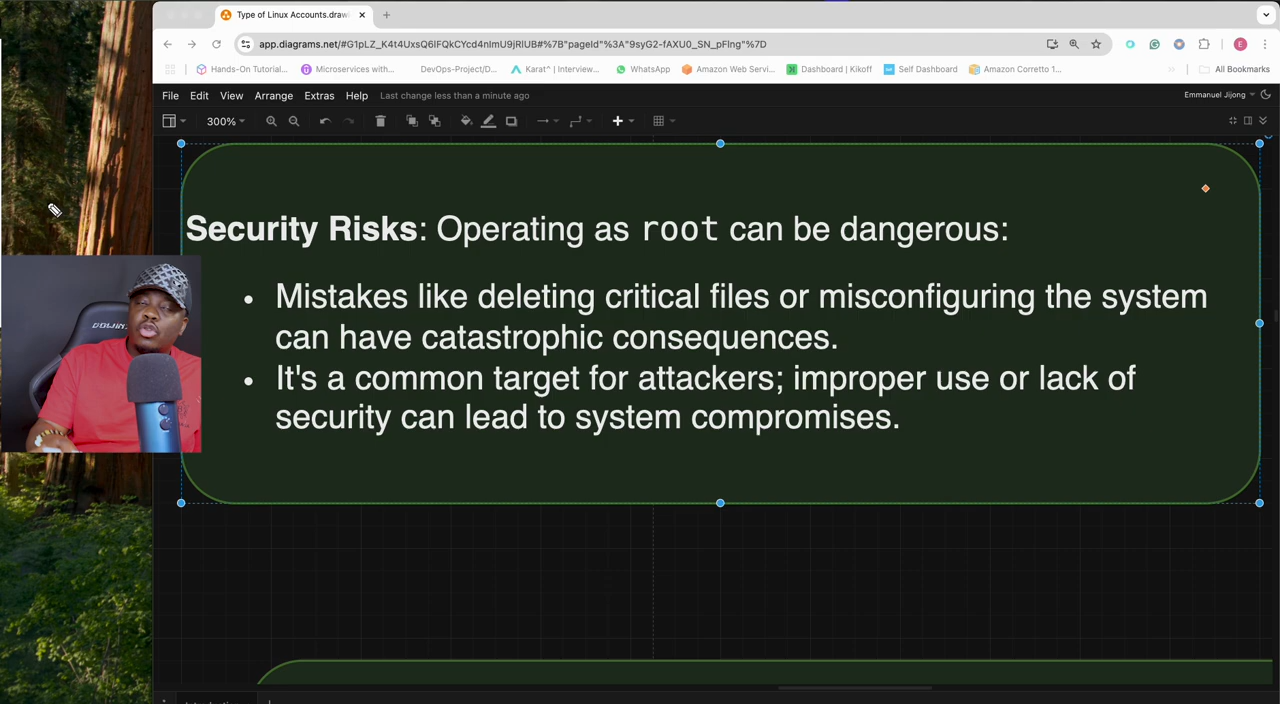 Type of Linux Accounts.draw
app.diagrams.net/#G1pLZ_K4t4UxsQ6IFQkCYcd4nImU9jRIUB#%7B"pageId"%3A"9syG2-fAXU0_SN_pFlng"%7D
Hands-On Tutorial... Microservices with... DevOps-Project/D... Karat^ | Interview... WhatsApp Amazon Web Servi... Dashboard | Kikoff Self Dashboard Amazon Corretto 1... All Bookmarks
File Edit View Arrange Extras Help Last change less than a minute ago Emmanuel Jijong
300%
Security Risks: Operating as root can be dangerous:
• Mistakes like deleting critical files or misconfiguring the system
can have catastrophic consequences.
• It's a common target for attackers; improper use or lack of
security can lead to system compromises.